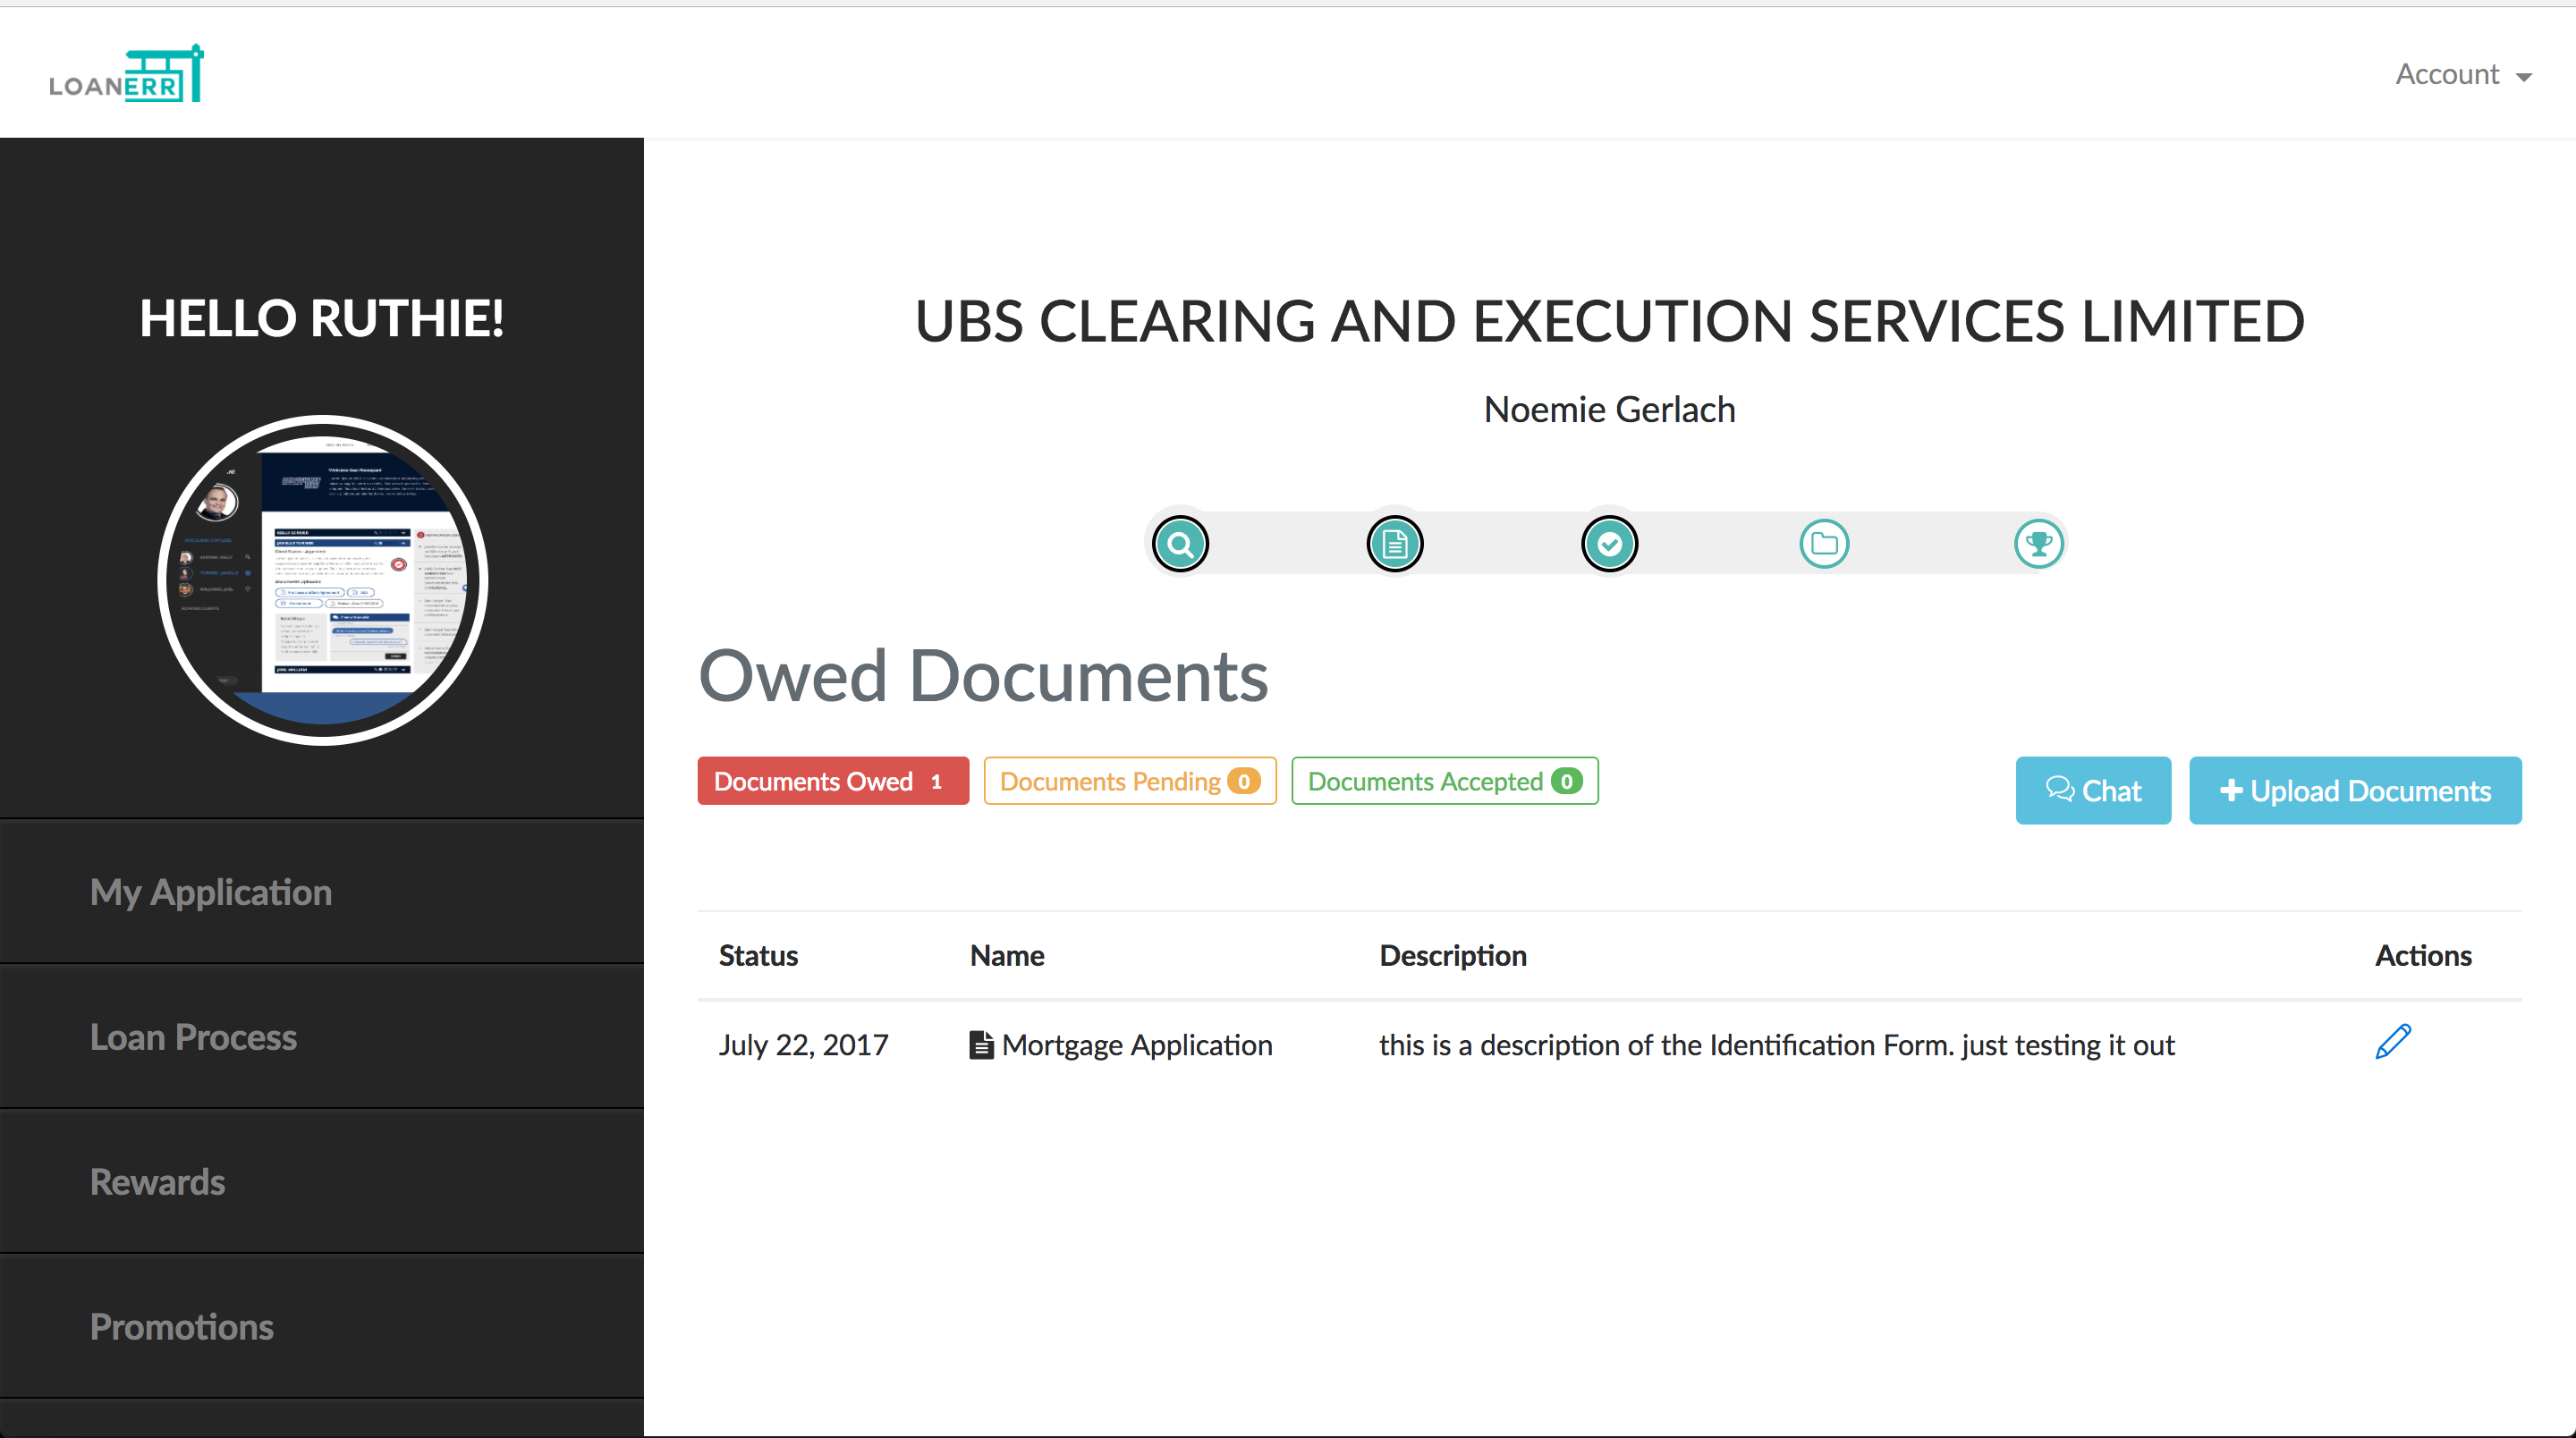 LOANERR
Account
HELLO RUTHIE!
My Application
Loan Process
Rewards
Promotions
UBS CLEARING AND EXECUTION SERVICES LIMITED
Noemie Gerlach
Owed Documents
Documents Owed 1 Documents Pending 0 Documents Accepted 0
Chat Upload Documents
Status Name Description Actions
July 22, 2017 Mortgage Application this is a description of the Identification Form. just testing it out